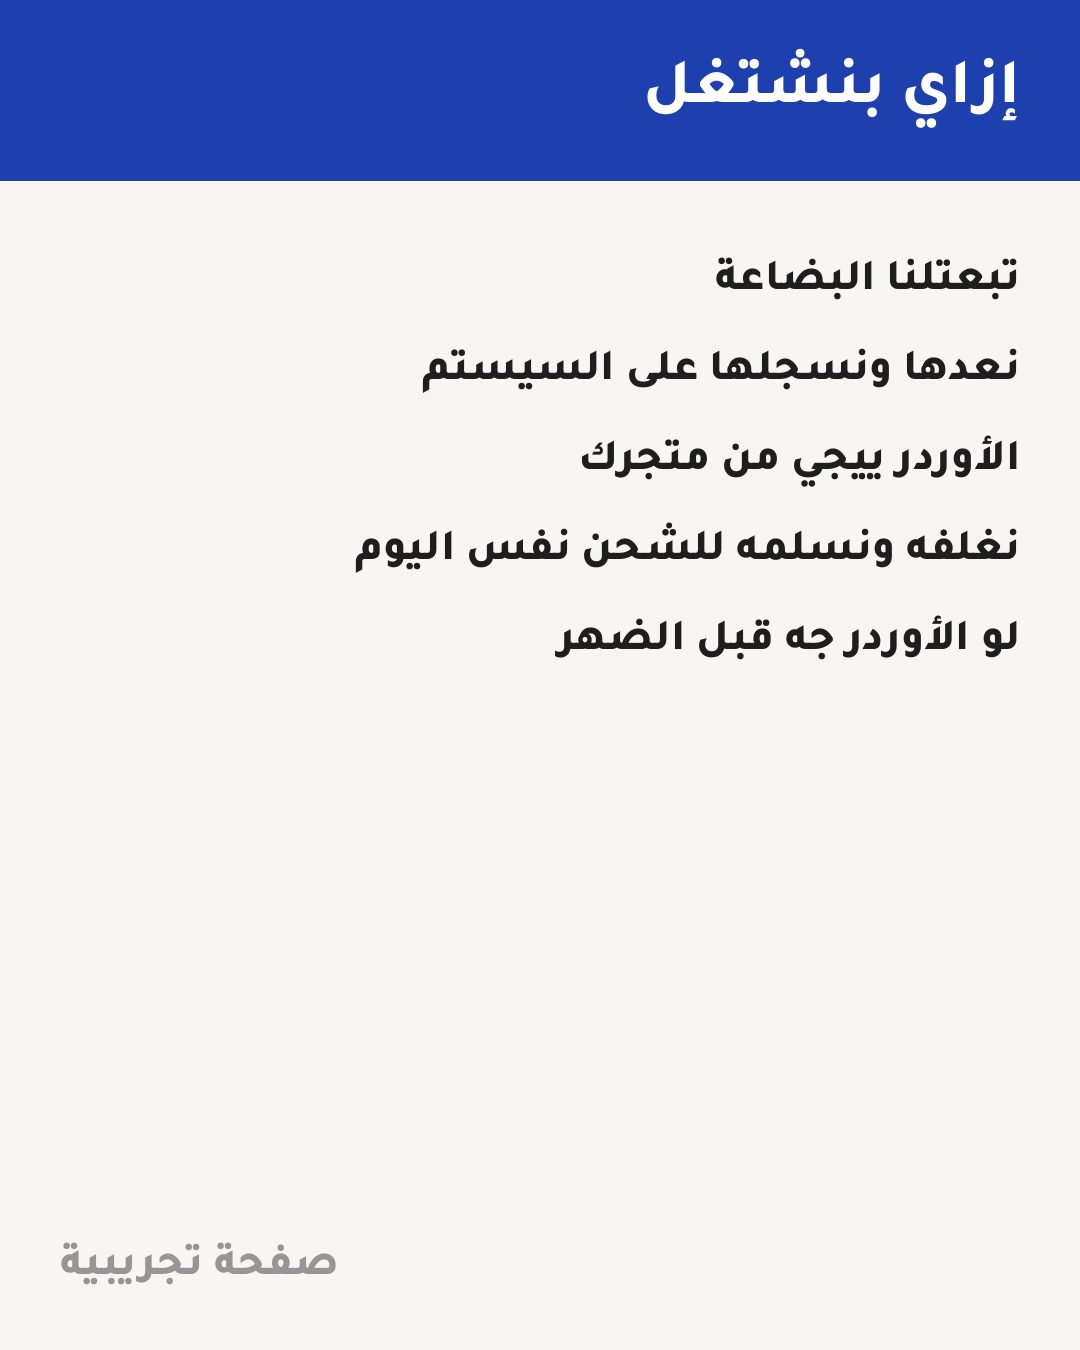 إزاي بنشتغل
تبعتلنا البضاعة
نعدها ونسجلها على السيستم
الأوردر ييجي من متجرك
نغلفه ونسلمه للشحن نفس اليوم
لو الأوردر جه قبل الضهر
صفحة تجريبية